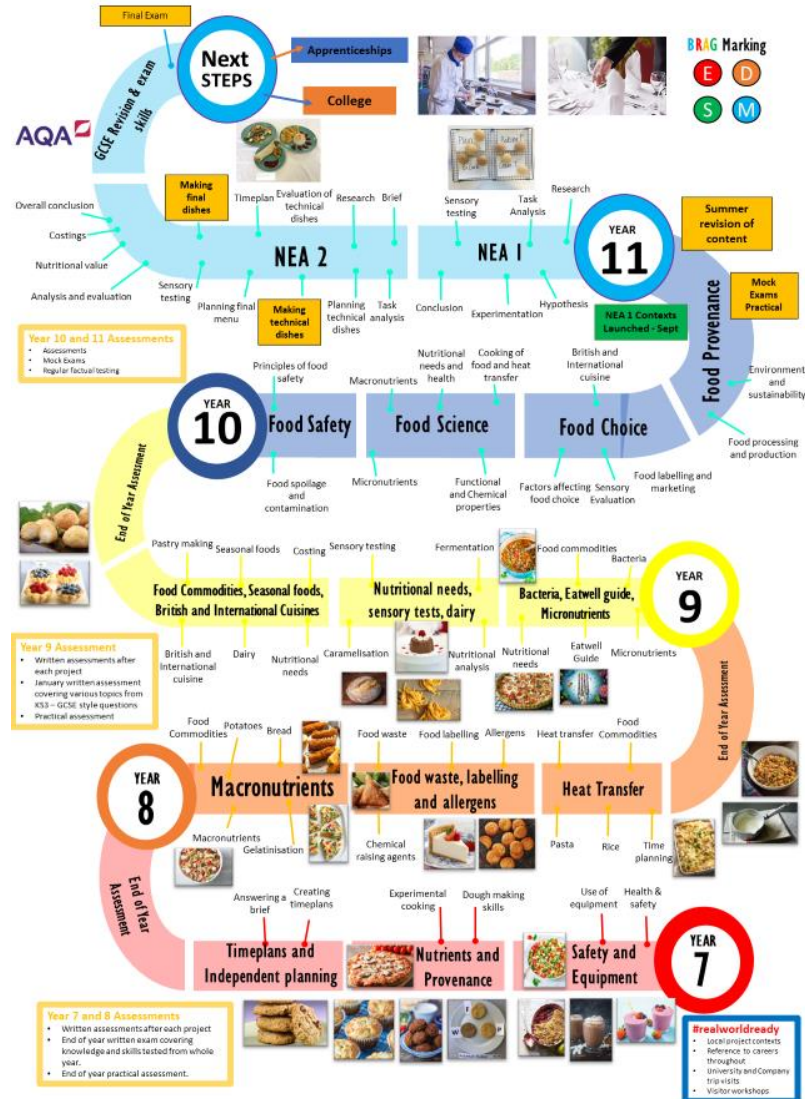 Final Exam
Next
STEPS
Apprenticeships
College
BRAG Marking
E
D
S
M
AQA
GCSE Revision & exam
skills
Making
final
dishes
Timeplan
Evaluation of
technical
dishes
Research
Brief
Overall conclusion
Costings
Nutritional value
Analysis and evaluation
NEA 2
Sensory
testing
Planning final
menu
Making
technical
dishes
Planning
technical
dishes
Task
analysis
Sensory
testing
Task
Analysis
Research
NEA 1
Conclusion
Experimentation
Hypothesis
YEAR
11
Summer
revision of
content
Mock
Exams
Practical
NEA 1 Contexts
Launched - Sept
Food Provenance
Environment
and
sustainability
Food processing
and production
Year 10 and 11 Assessments
• Assessments
• Mock Exams
• Regular factual testing
YEAR
10
Principles of food
safety
Food Safety
Food spoilage
and
contamination
Macronutrients
Nutritional
needs and
health
Cooking of
food and heat
transfer
Food Science
Micronutrients
Functional
and Chemical
properties
British and
International
cuisine
Food Choice
Factors affecting
food choice
Sensory
Evaluation
Food labelling and
marketing
End of Year Assessment
Pastry making
Seasonal foods
Costing
Food Commodities, Seasonal foods,
British and International Cuisines
British and
International
cuisine
Dairy
Nutritional
needs
Sensory testing
Fermentation
Nutritional needs,
sensory tests, dairy
Caramelisation
Nutritional
analysis
Food commodities
Bacteria
Bacteria, Eatwell guide,
Micronutrients
Nutritional
needs
Eatwell
Guide
Micronutrients
YEAR
9
Year 9 Assessment
• Written assessments after
each project
• January written assessment
covering various topics from
KS3 – GCSE style questions
• Practical assessment
End of Year Assessment
YEAR
8
Food
Commodities
Potatoes
Bread
Macronutrients
Macronutrients
Gelatinisation
Food waste
Food labelling
Allergens
Food waste, labelling
and allergens
Chemical
raising agents
Heat transfer
Food
Commodities
Heat Transfer
Pasta
Rice
Time
planning
End of Year
Assessment
Answering a
brief
Creating
timeplans
Timeplans and
Independent planning
Experimental
cooking
Dough making
skills
Nutrients and
Provenance
Use of
equipment
Health &
safety
Safety and
Equipment
YEAR
7
Year 7 and 8 Assessments
• Written assessments after each project
• End of year written exam covering
knowledge and skills tested from whole
year.
• End of year practical assessment.
#realworldready
• Local project contexts
• Reference to careers
throughout
• University and Company
trip visits
• Visitor workshops